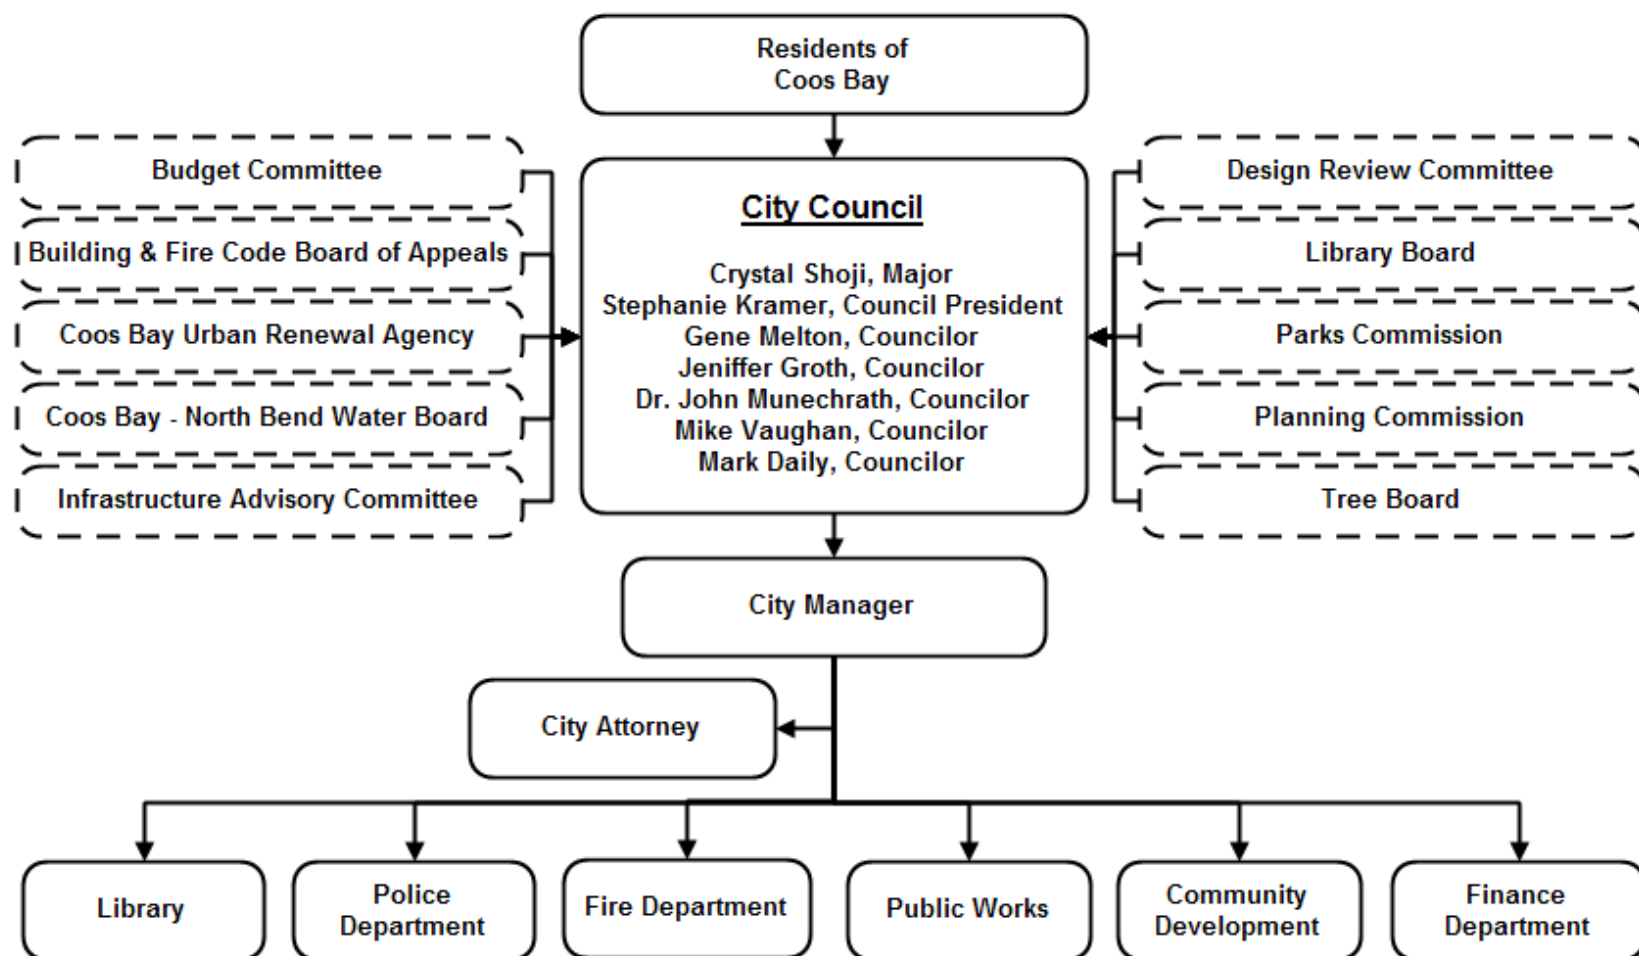 Residents of
Coos Bay
Budget Committee
Building & Fire Code Board of Appeals
Coos Bay Urban Renewal Agency
Coos Bay - North Bend Water Board
Infrastructure Advisory Committee
City Council
Crystal Shoji, Major
Stephanie Kramer, Council President
Gene Melton, Councilor
Jeniffer Groth, Councilor
Dr. John Munechrath, Councilor
Mike Vaughan, Councilor
Mark Daily, Councilor
Design Review Committee
Library Board
Parks Commission
Planning Commission
Tree Board
City Manager
City Attorney
Library
Police
Department
Fire Department
Public Works
Community
Development
Finance
Department